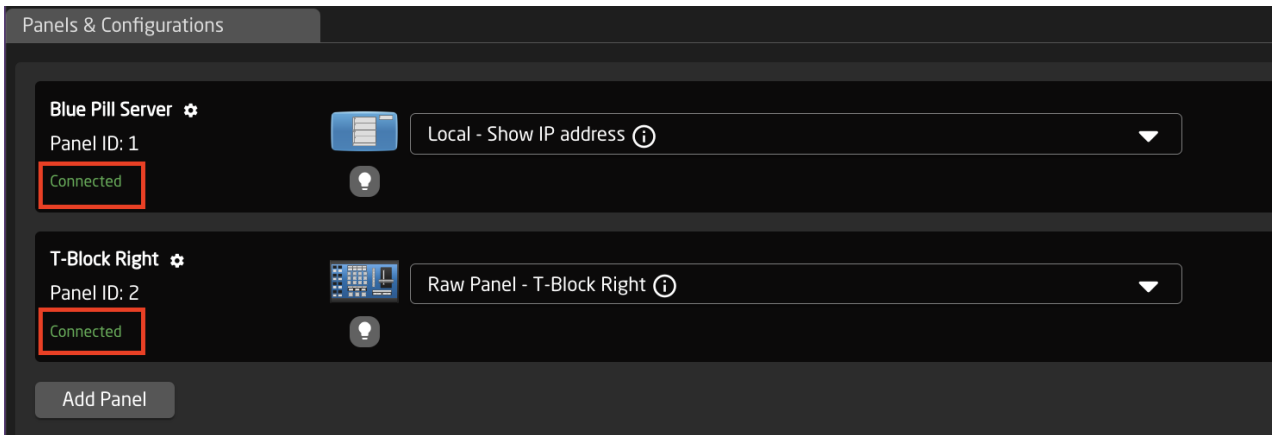 Panels & Configurations
Blue Pill Server
Panel ID: 1
Connected
Local - Show IP address
T-Block Right
Panel ID: 2
Connected
Raw Panel - T-Block Right
Add Panel